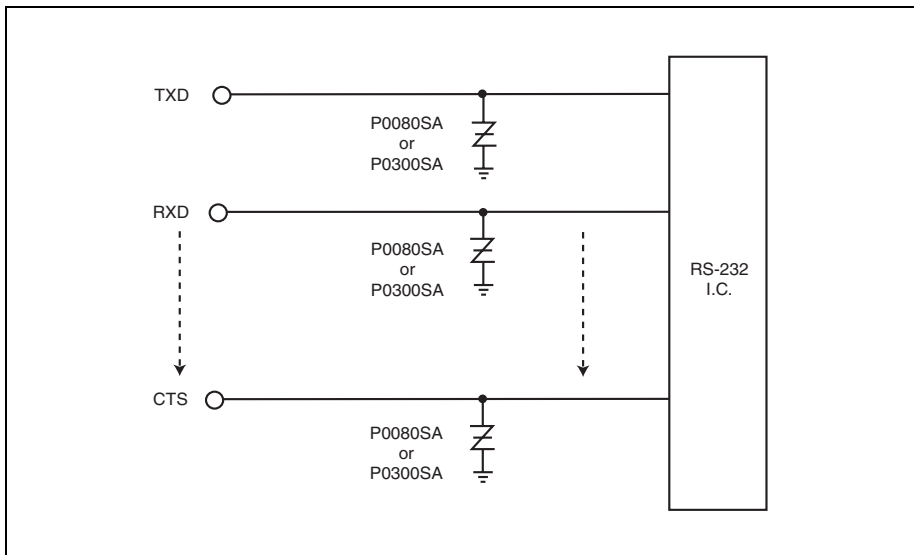 TXD
P0080SA
or
P0300SA
RXD
P0080SA
or
P0300SA
RS-232
I.C.
CTS
P0080SA
or
P0300SA